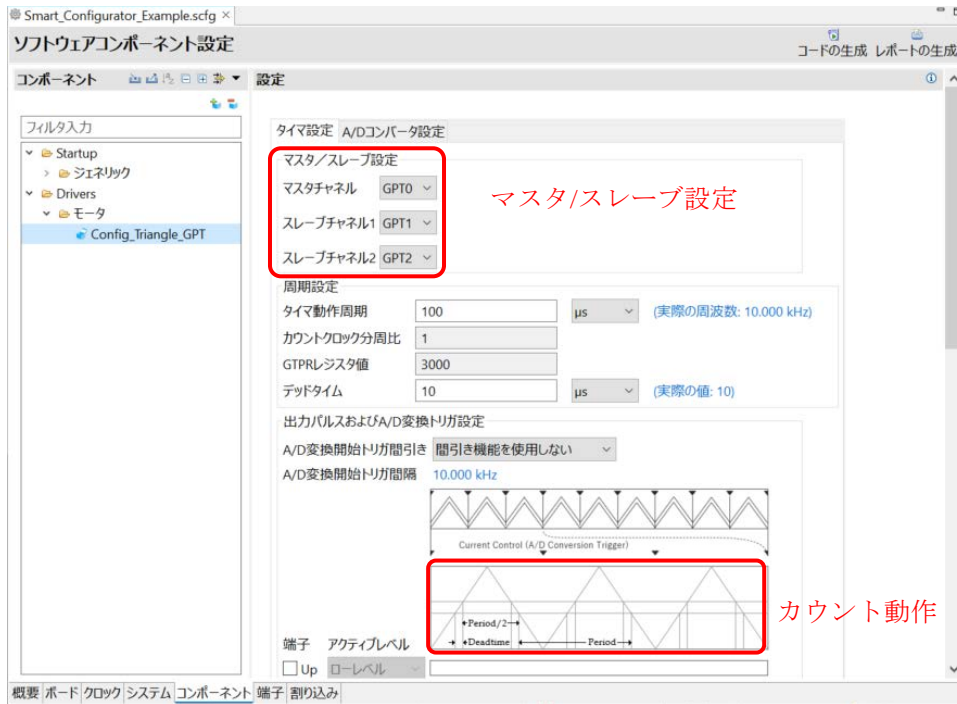 Smart_Configurator_Example.scfg ×
ソフトウェアコンポーネント設定
コードの生成 レポートの生成
コンポーネント
設定
フィルタ入力
Startup
ジェネリック
Drivers
モータ
Config_Triangle_GPT
タイマ設定 A/Dコンバータ設定
マスタ／スレーブ設定
マスタチャネル GPT0
スレーブチャネル1 GPT1
スレーブチャネル2 GPT2
マスタ/スレーブ設定
周期設定
タイマ動作周期 100 μs (実際の周波数: 10.000 kHz)
カウントクロック分周比 1
GTPRレジスタ値 3000
デッドタイム 10 μs (実際の値: 10)
出力パルスおよびA/D変換トリガ設定
A/D変換開始トリガ間引き 間引き機能を使用しない
A/D変換開始トリガ間隔 10.000 kHz
Current Control (A/D Conversion Trigger)
カウント動作
Period/2
Deadtime Period
端子 アクティブレベル
Up ローレベル
概要 ボード クロック システム コンポーネント 端子 割り込み